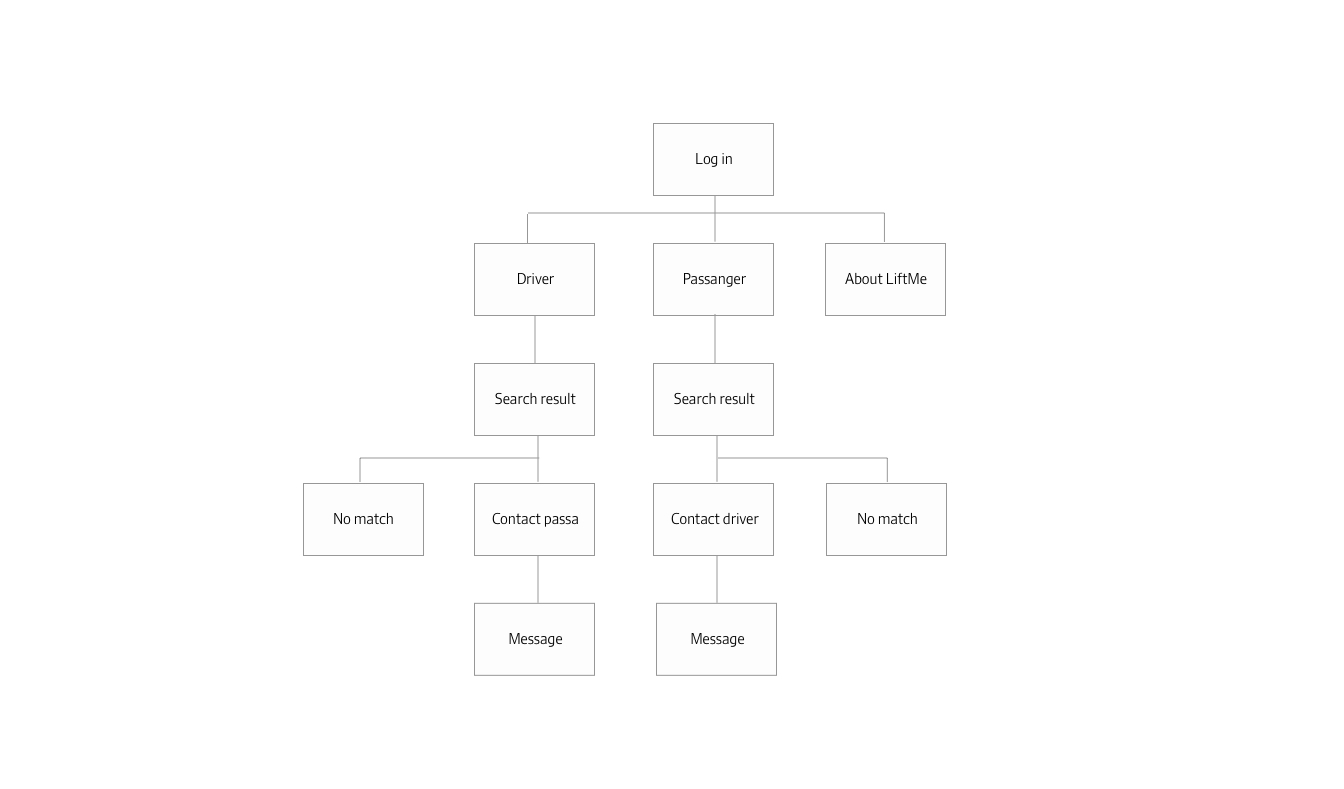 Log in
Driver
Passanger
About LiftMe
Search result
Search result
No match
Contact passa
Contact driver
No match
Message
Message